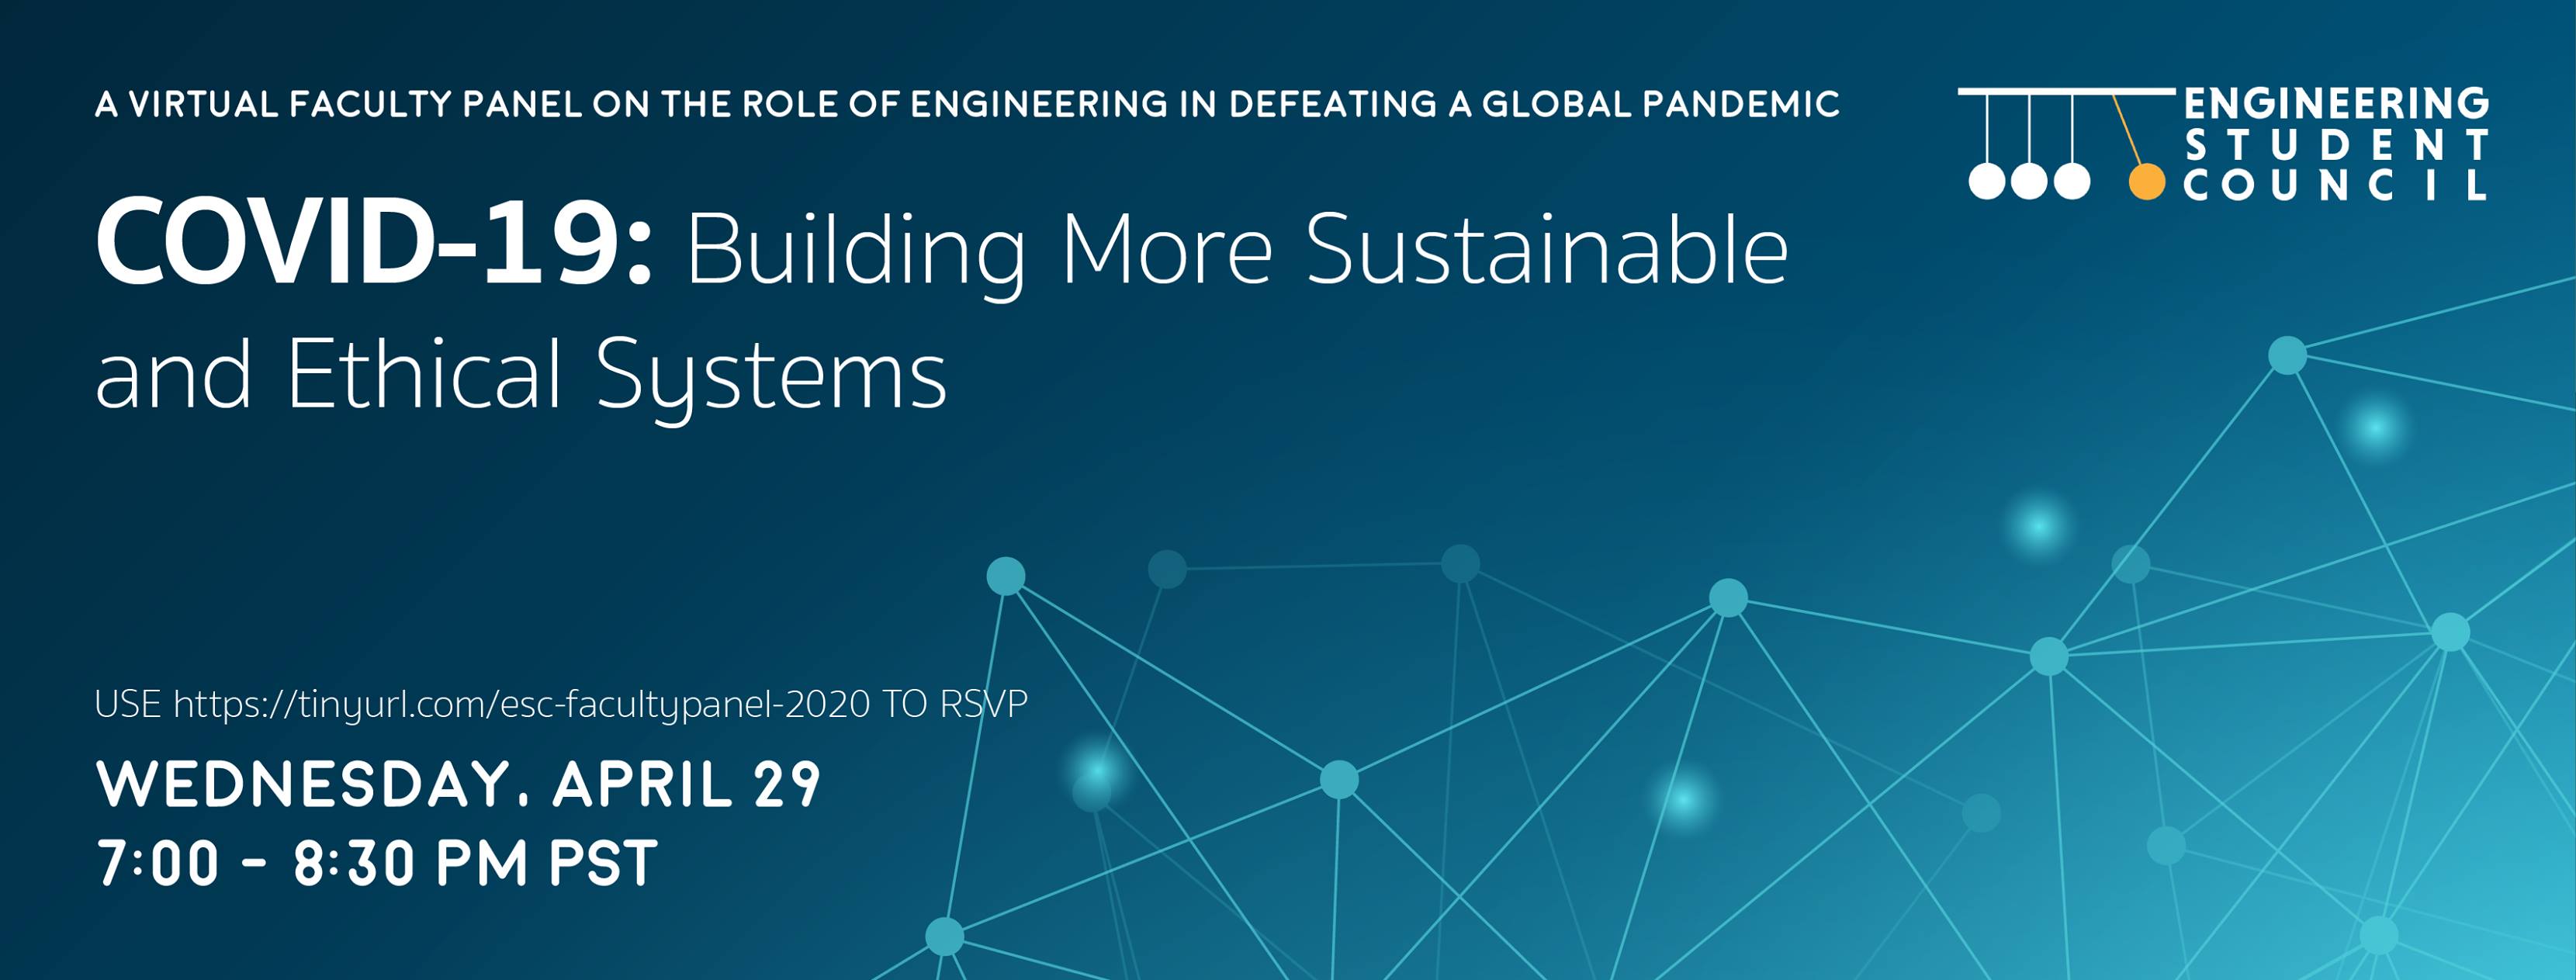 A VIRTUAL FACULTY PANEL ON THE ROLE OF ENGINEERING IN DEFEATING A GLOBAL PANDEMIC
ENGINEERING
STUDENT
COUNCIL
COVID-19: Building More Sustainable
and Ethical Systems
USE https://tinyurl.com/esc-facultypanel-2020 TO RSVP
WEDNESDAY, APRIL 29
7:00 - 8:30 PM PST